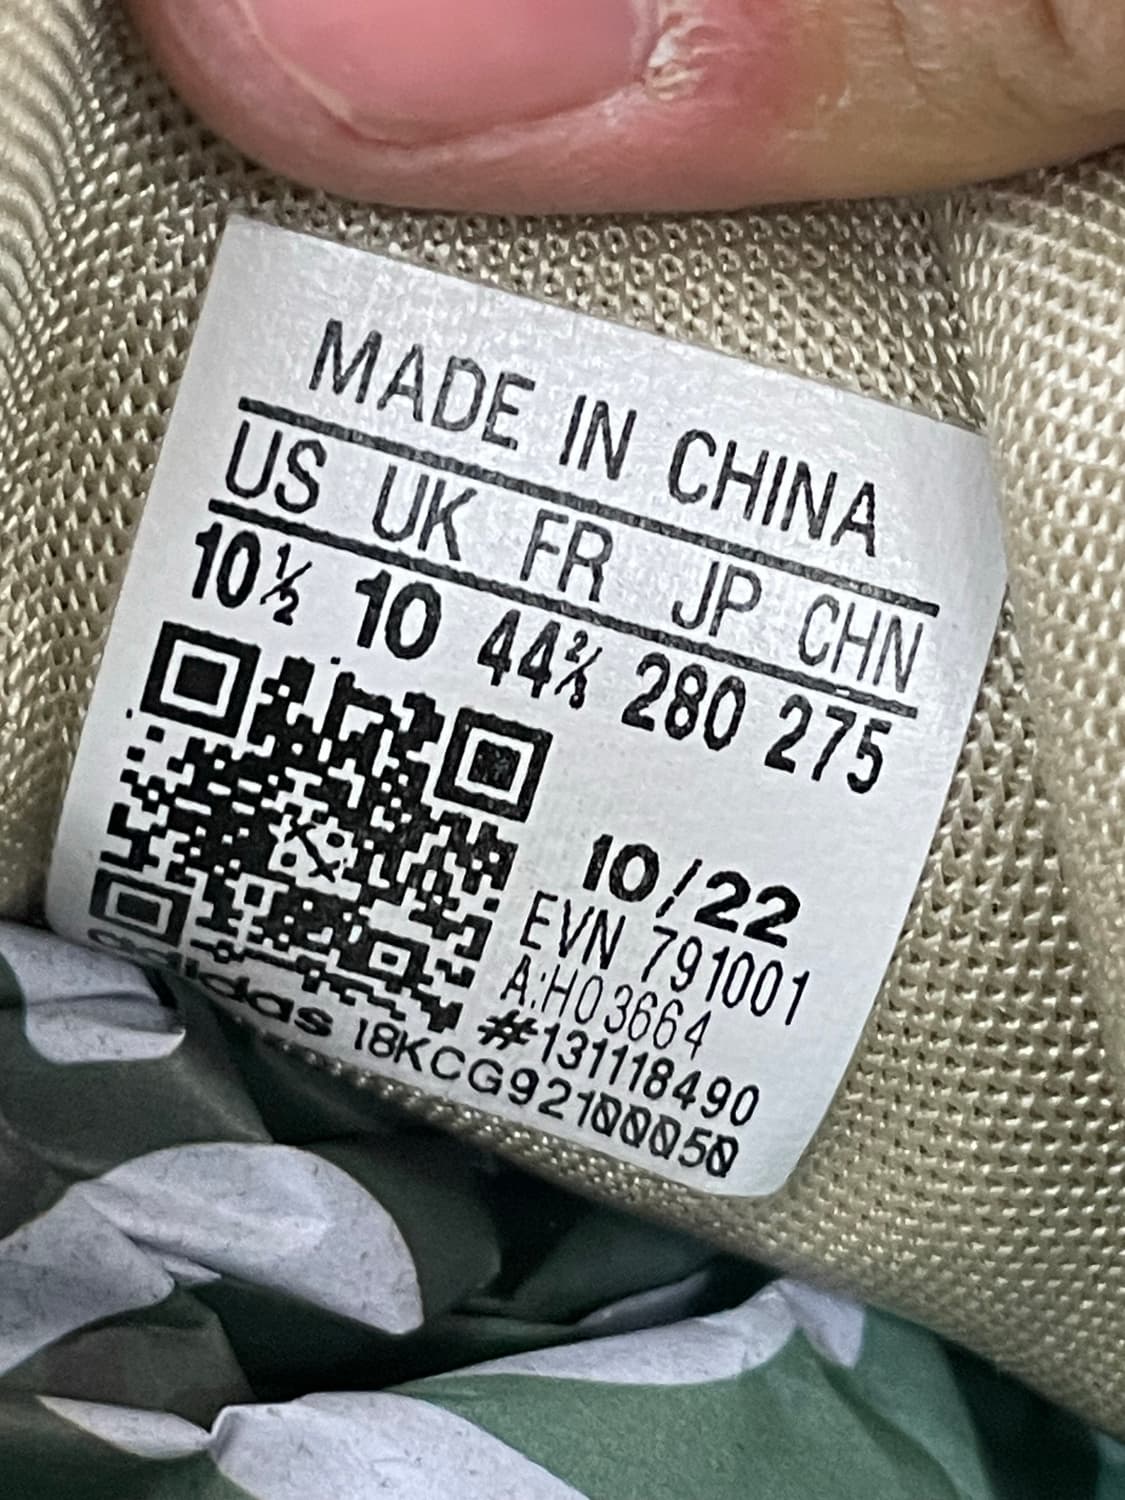 MADE IN CHINA
US UK FR JP CHN
10½ 10 44⅔ 280 275
10/22
EVN 791001
A:H03664
#131118490
adidas 18KCG92100050